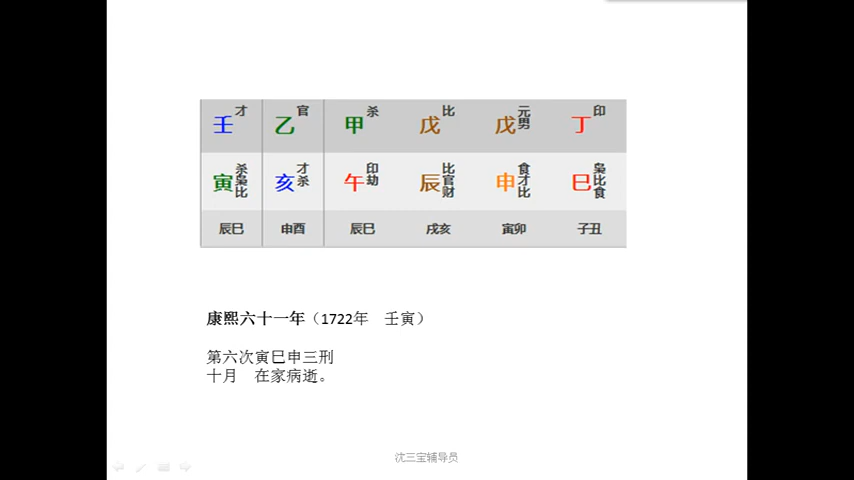 壬才 乙官 甲杀 戊比 戊元男 丁印
寅杀枭比 亥才杀 午印劫 辰比官财 申食才比 巳枭比食
辰巳 申酉 辰巳 戌亥 寅卯 子丑
康熙六十一年（1722年 壬寅）
第六次寅巳申三刑
十月 在家病逝。
沈三宝辅导员